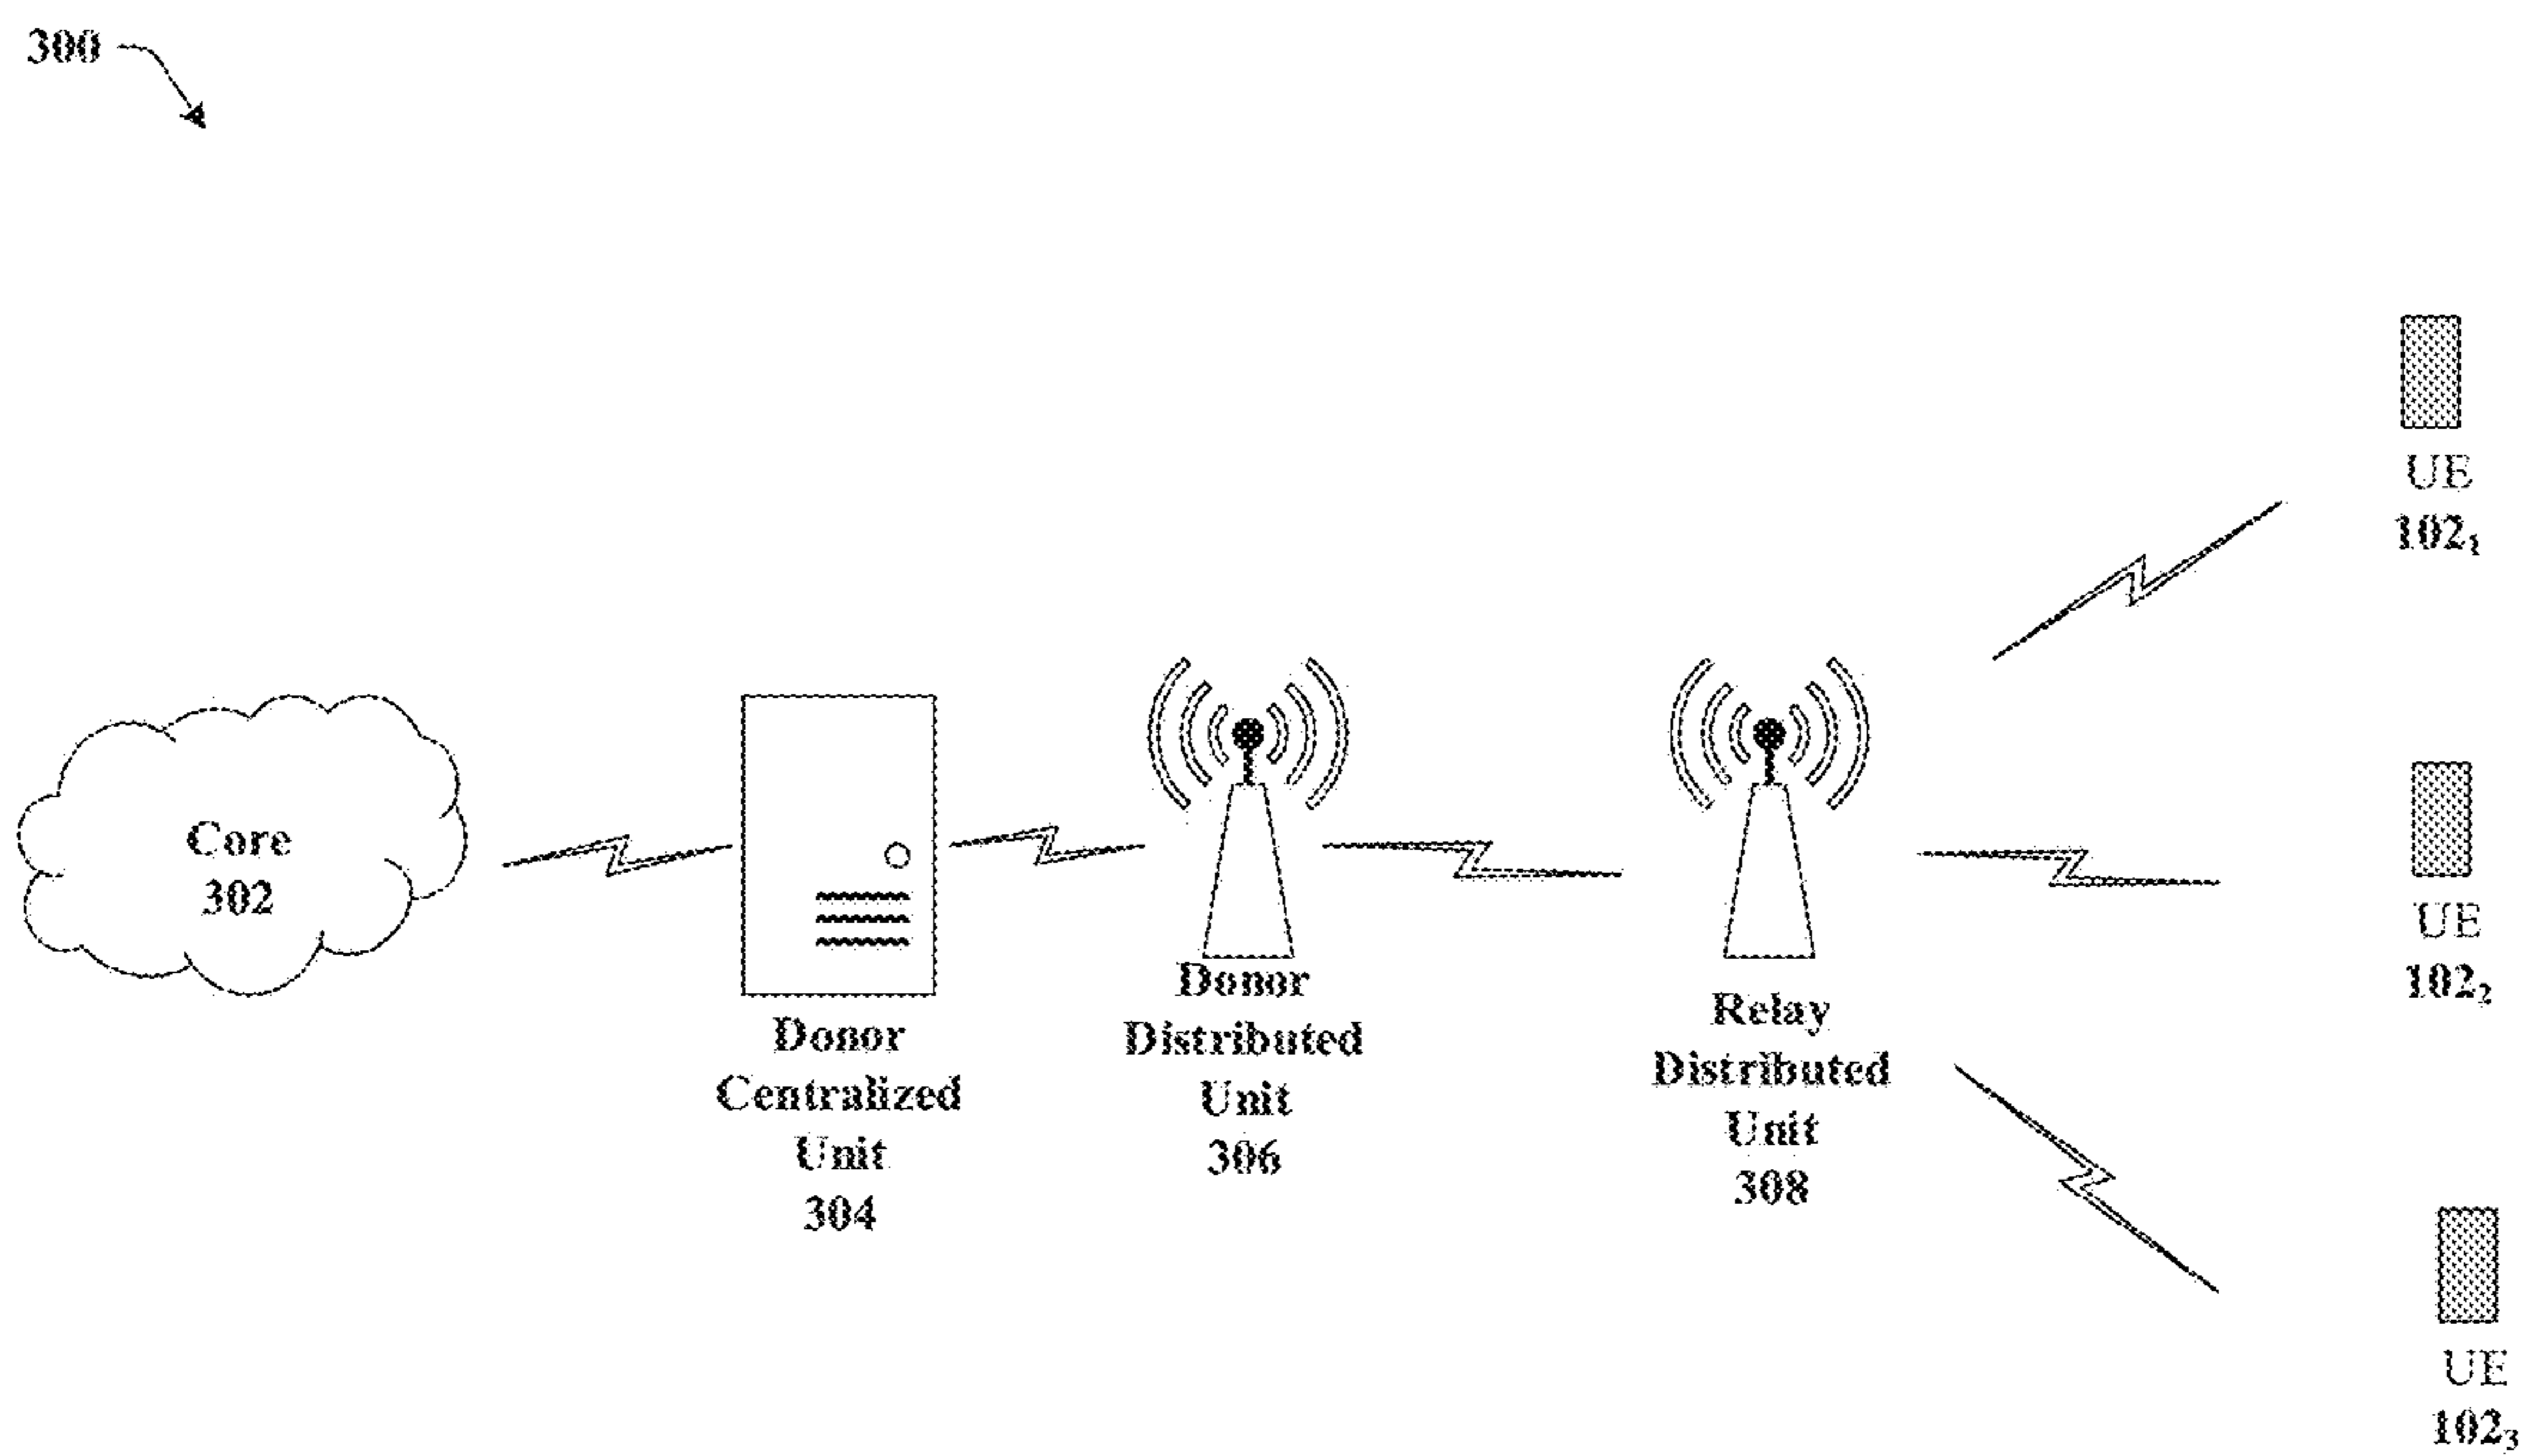 300
Core
302
Donor
Centralized
Unit
304
Donor
Distributed
Unit
306
Relay
Distributed
Unit
308
UE
102₁
UE
102₂
UE
102₃